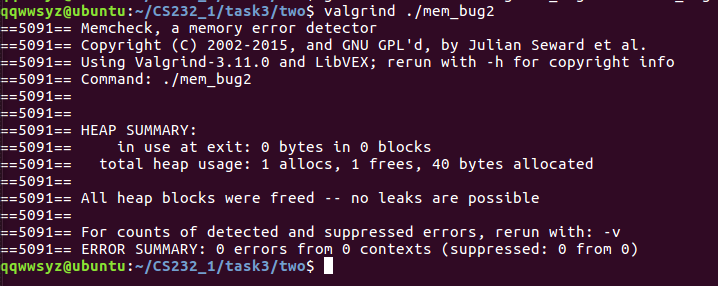 qqwwsyz@ubuntu:~/CS232_1/task3/two$ valgrind ./mem_bug2
==5091== Memcheck, a memory error detector
==5091== Copyright (C) 2002-2015, and GNU GPL'd, by Julian Seward et al.
==5091== Using Valgrind-3.11.0 and LibVEX; rerun with -h for copyright info
==5091== Command: ./mem_bug2
==5091==
==5091==
==5091== HEAP SUMMARY:
==5091==     in use at exit: 0 bytes in 0 blocks
==5091==   total heap usage: 1 allocs, 1 frees, 40 bytes allocated
==5091==
==5091== All heap blocks were freed -- no leaks are possible
==5091==
==5091== For counts of detected and suppressed errors, rerun with: -v
==5091== ERROR SUMMARY: 0 errors from 0 contexts (suppressed: 0 from 0)
qqwwsyz@ubuntu:~/CS232_1/task3/two$